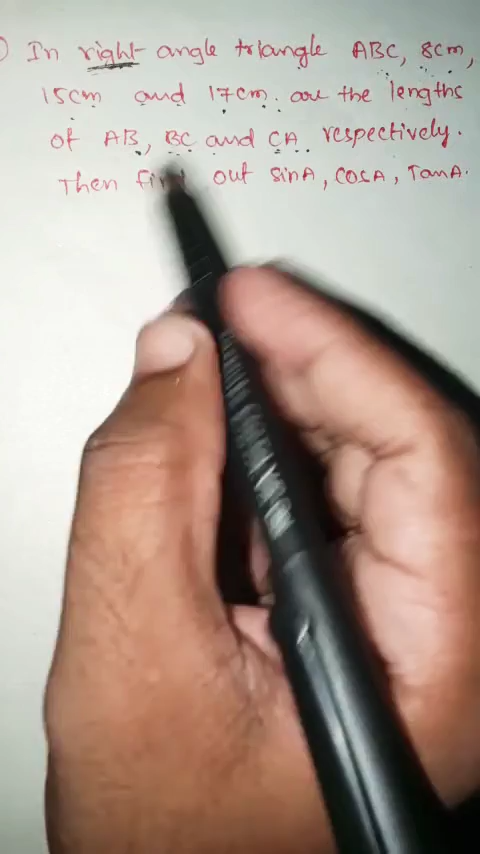 ) In right angle triangle ABC, 8cm,
15cm and 17cm. are the lengths
of AB, BC and CA respectively.
Then find out sinA, cosA, TanA.